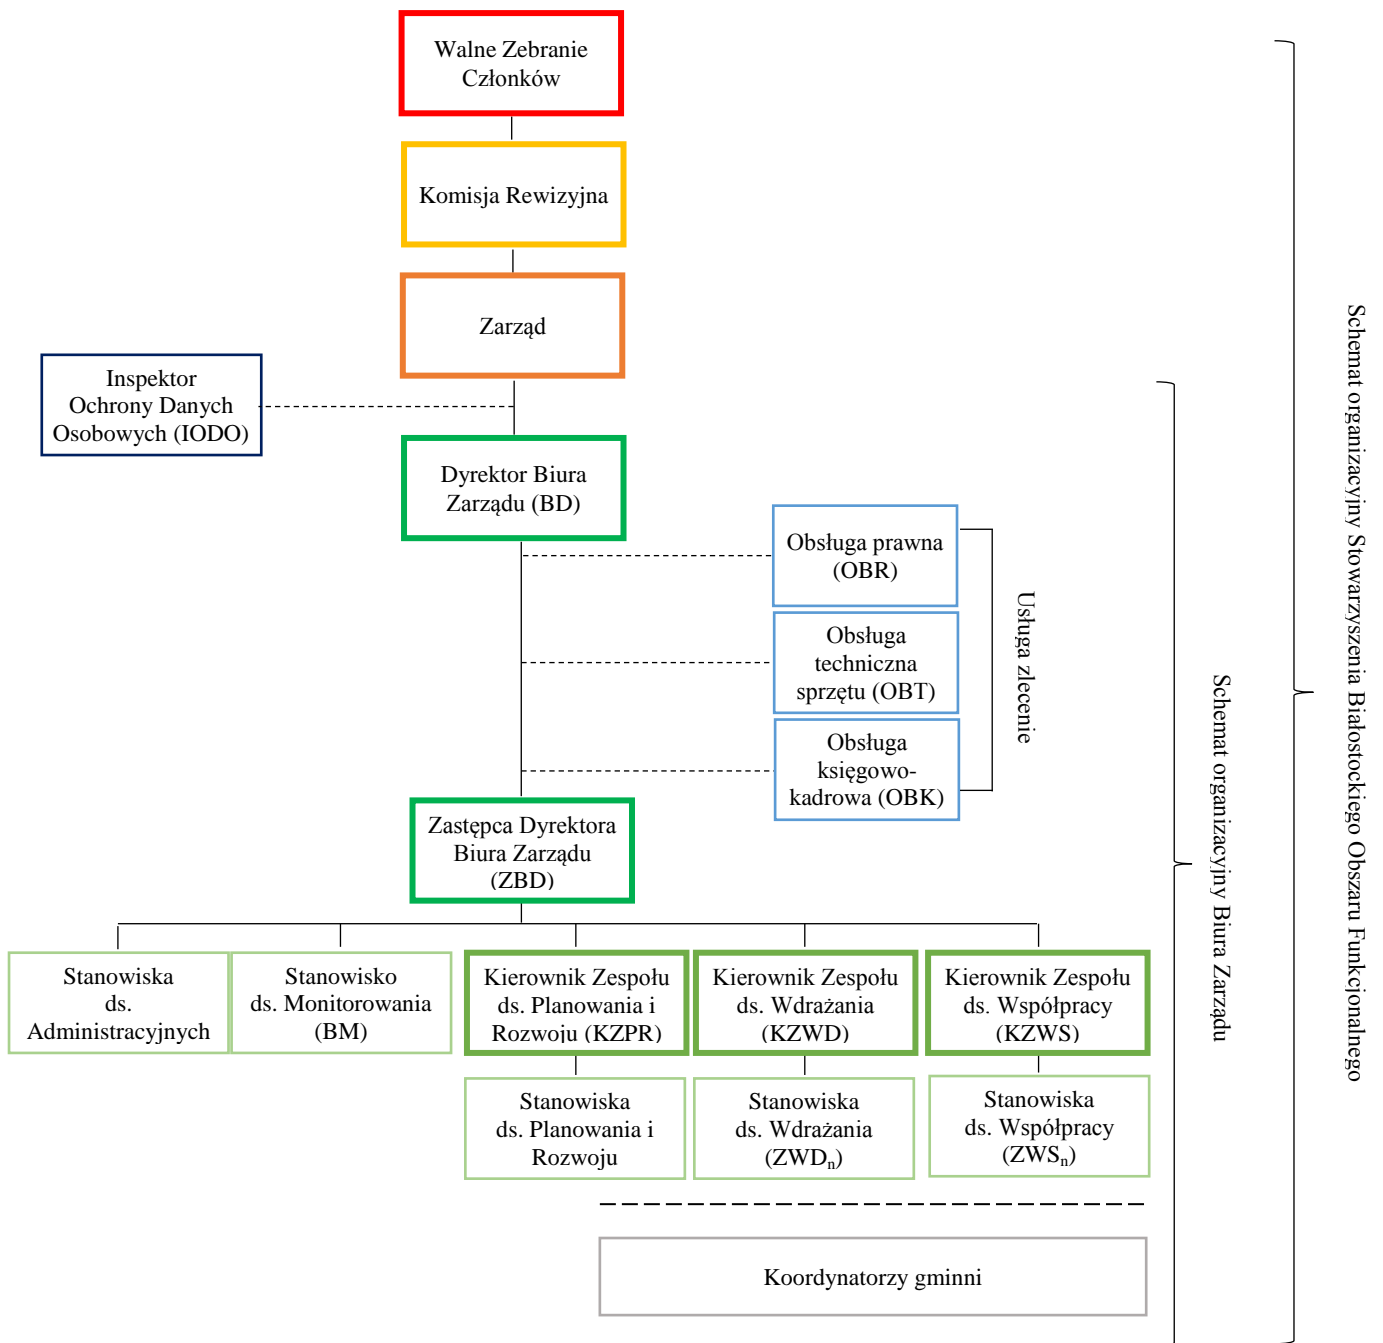 Walne Zebranie
Członków
Komisja Rewizyjna
Zarząd
Inspektor
Ochrony Danych
Osobowych (IODO)
Dyrektor Biura
Zarządu (BD)
Obsługa prawna
(OBR)
Obsługa
techniczna
sprzętu (OBT)
Obsługa
księgowo-
kadrowa (OBK)
Usługa zlecenie
Zastępca Dyrektora
Biura Zarządu
(ZBD)
Stanowiska
ds.
Administracyjnych
Stanowisko
ds. Monitorowania
(BM)
Kierownik Zespołu
ds. Planowania i
Rozwoju (KZPR)
Kierownik Zespołu
ds. Wdrażania
(KZWD)
Kierownik Zespołu
ds. Współpracy
(KZWS)
Stanowiska
ds. Planowania i
Rozwoju
Stanowiska
ds. Wdrażania
(ZWDₙ)
Stanowiska
ds. Współpracy
(ZWSₙ)
Koordynatorzy gminni
Schemat organizacyjny Biura Zarządu
Schemat organizacyjny Stowarzyszenia Białostockiego Obszaru Funkcjonalnego